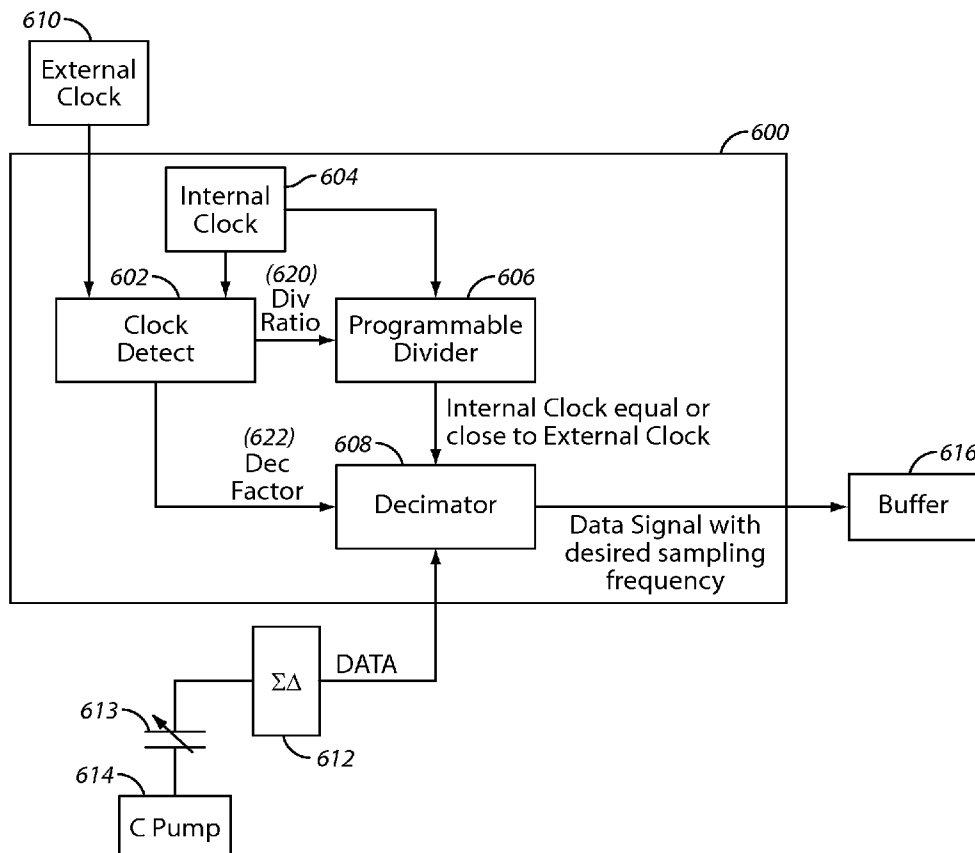 610
External
Clock
600
604
Internal
Clock
602
(620)
Div
Ratio
606
Clock
Detect
Programmable
Divider
Internal Clock equal or
close to External Clock
(622)
Dec
Factor
608
Decimator
616
Buffer
Data Signal with
desired sampling
frequency
ΣΔ
DATA
613
612
614
C Pump